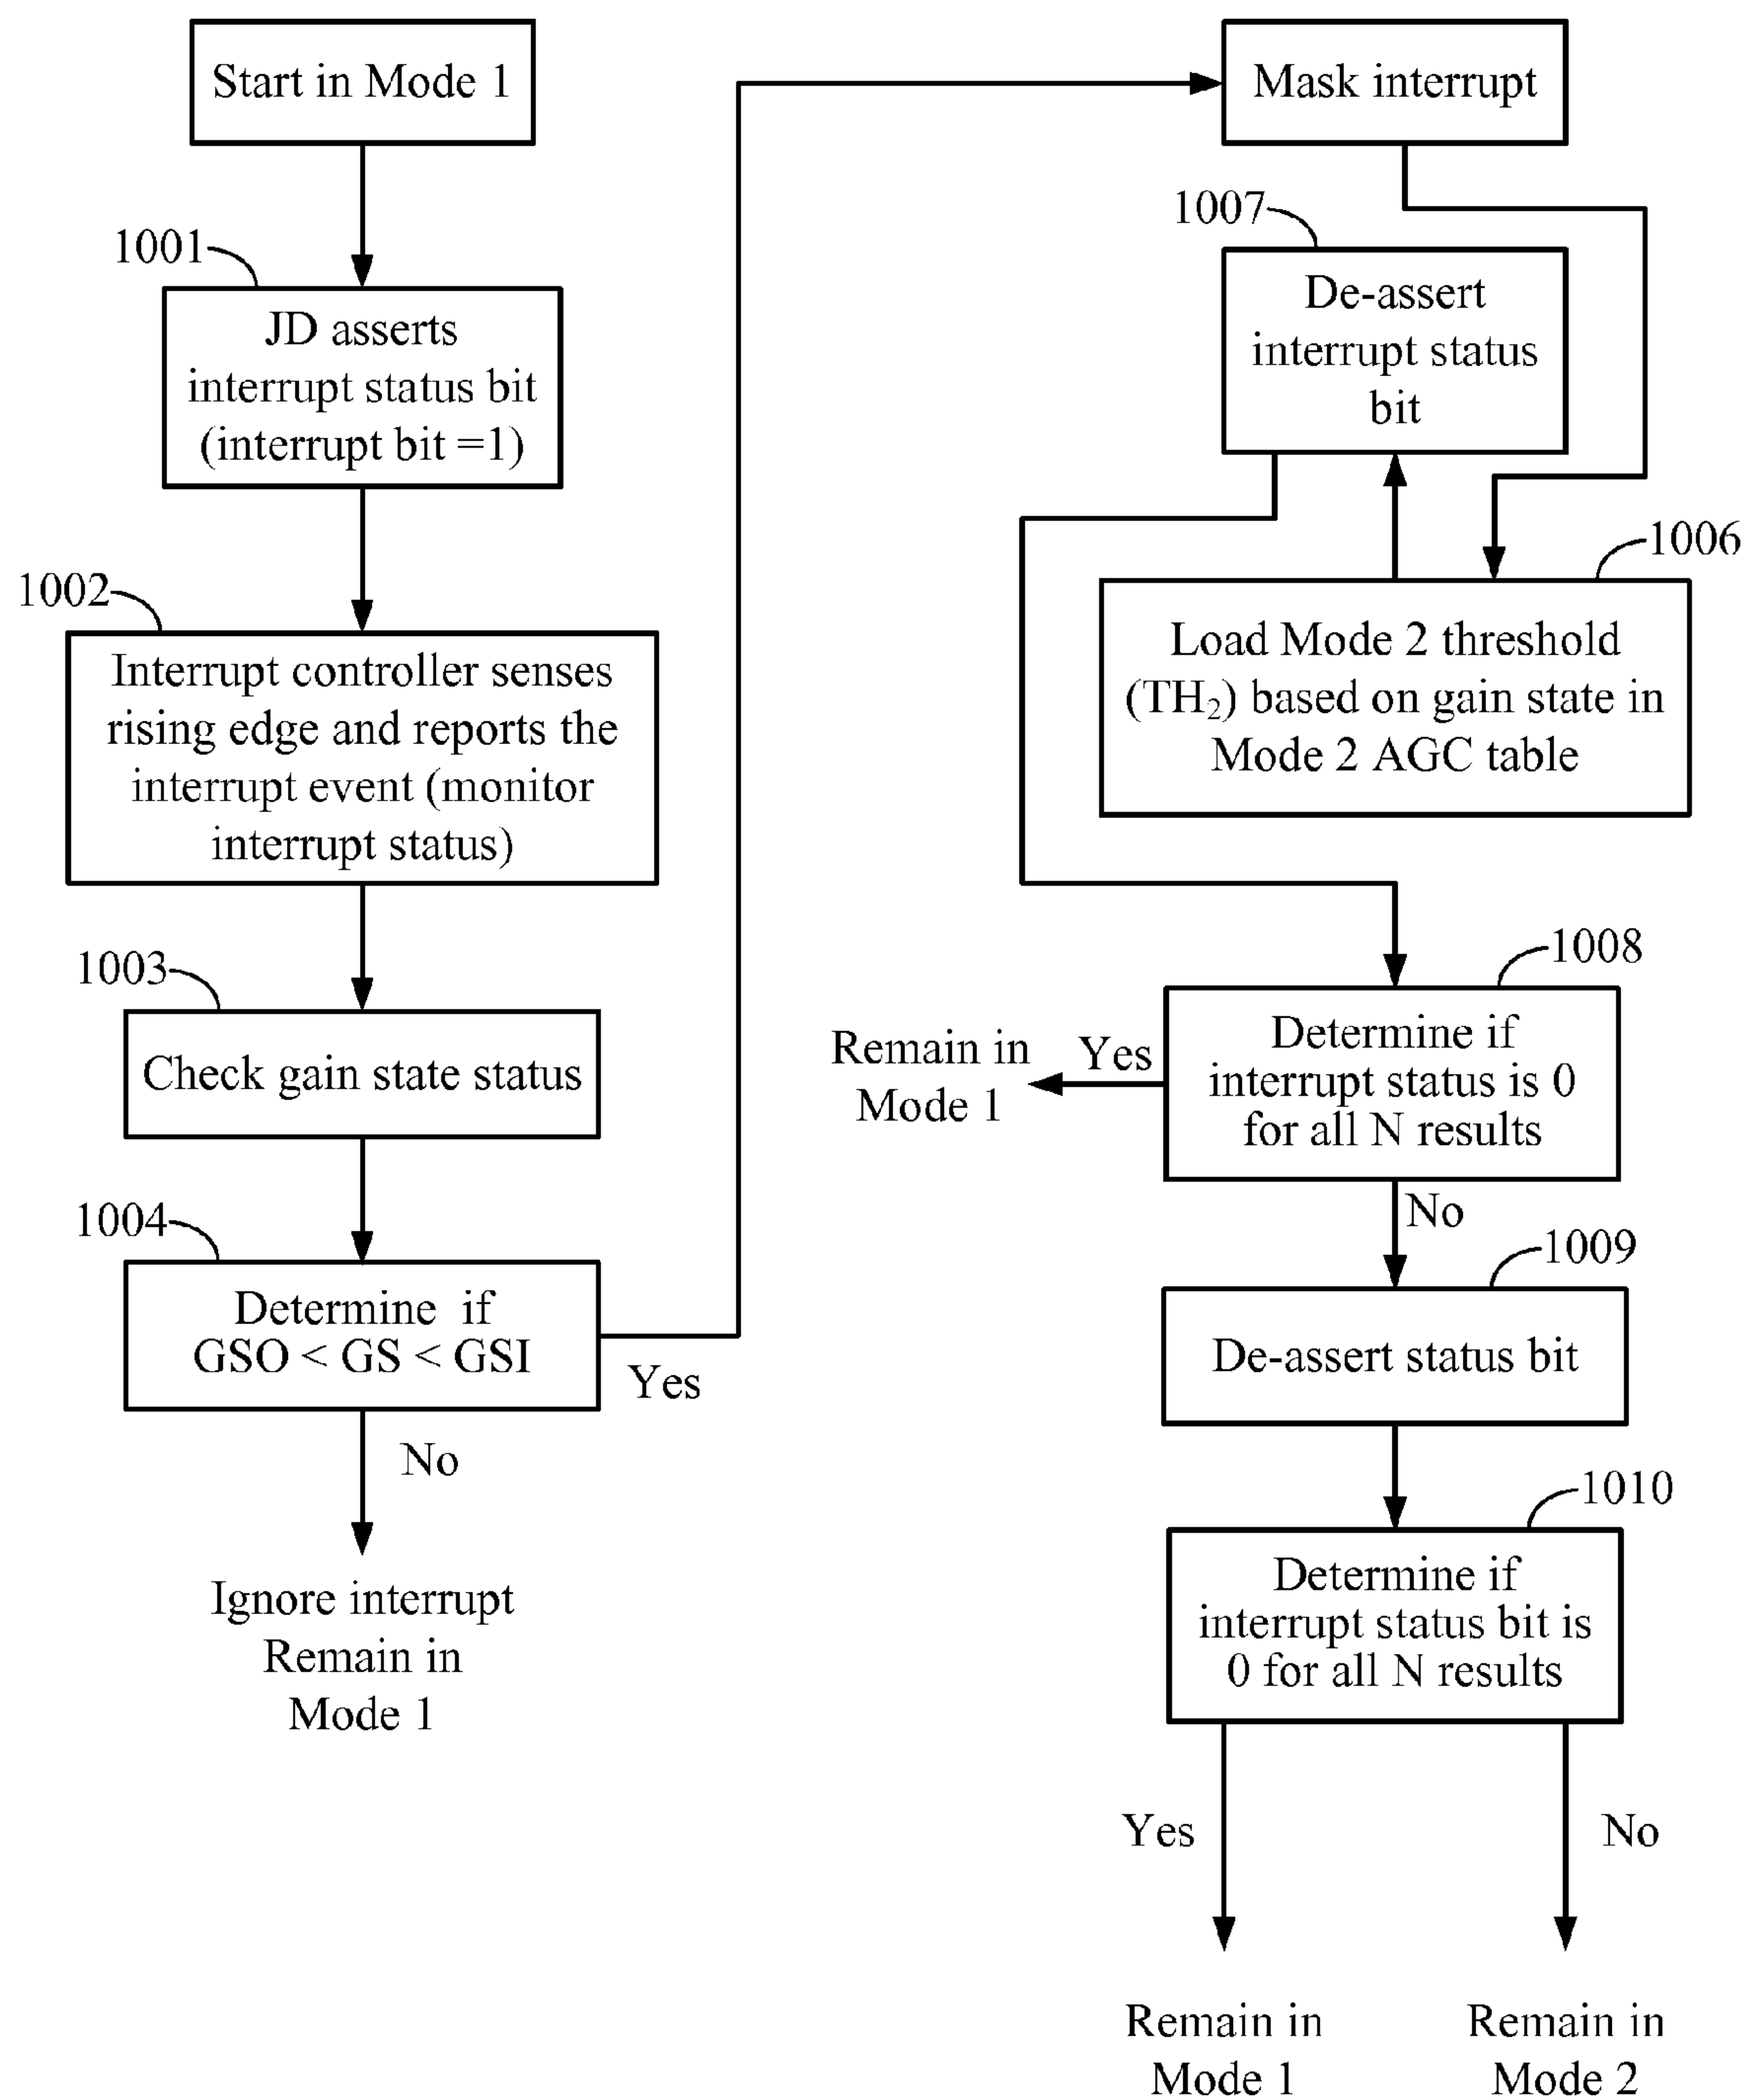 Start in Mode 1
1001
JD asserts
interrupt status bit
(interrupt bit =1)
1002
Interrupt controller senses
rising edge and reports the
interrupt event (monitor
interrupt status)
1003
Check gain state status
1004
Determine if
GSO < GS < GSI
Yes
No
Ignore interrupt
Remain in
Mode 1
Mask interrupt
1007
De-assert
interrupt status
bit
1006
Load Mode 2 threshold
(TH₂) based on gain state in
Mode 2 AGC table
1008
Determine if
interrupt status is 0
for all N results
Yes
Remain in
Mode 1
No
1009
De-assert status bit
1010
Determine if
interrupt status bit is
0 for all N results
Yes
No
Remain in
Mode 1
Remain in
Mode 2